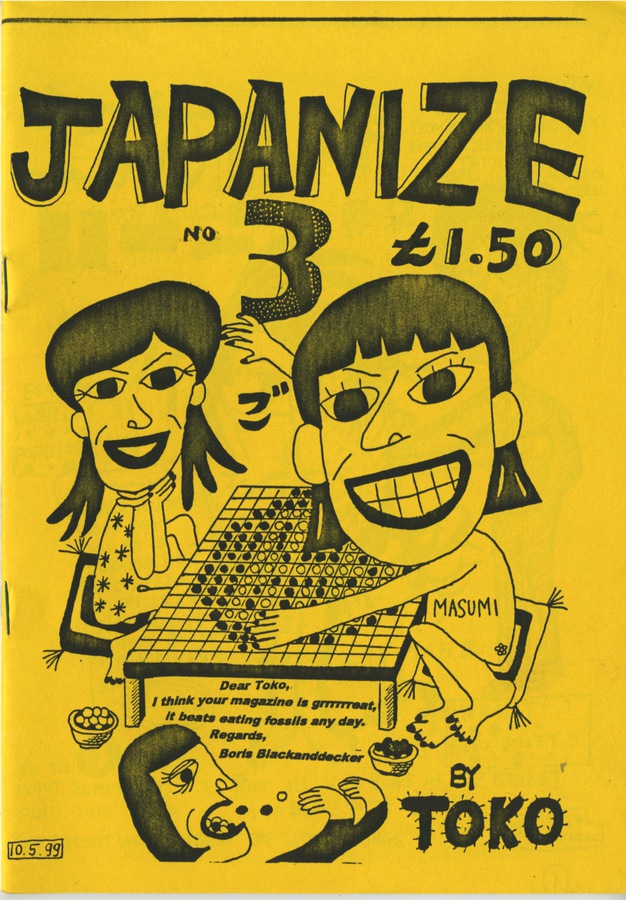 JAPANIZE
NO 3
£1.50
ご
MASUMI
Dear Toko,
I think your magazine is grrrrreat,
it beats eating fossils any day.
Regards,
Boris Blackanddecker
BY
TOKO
10.5.99